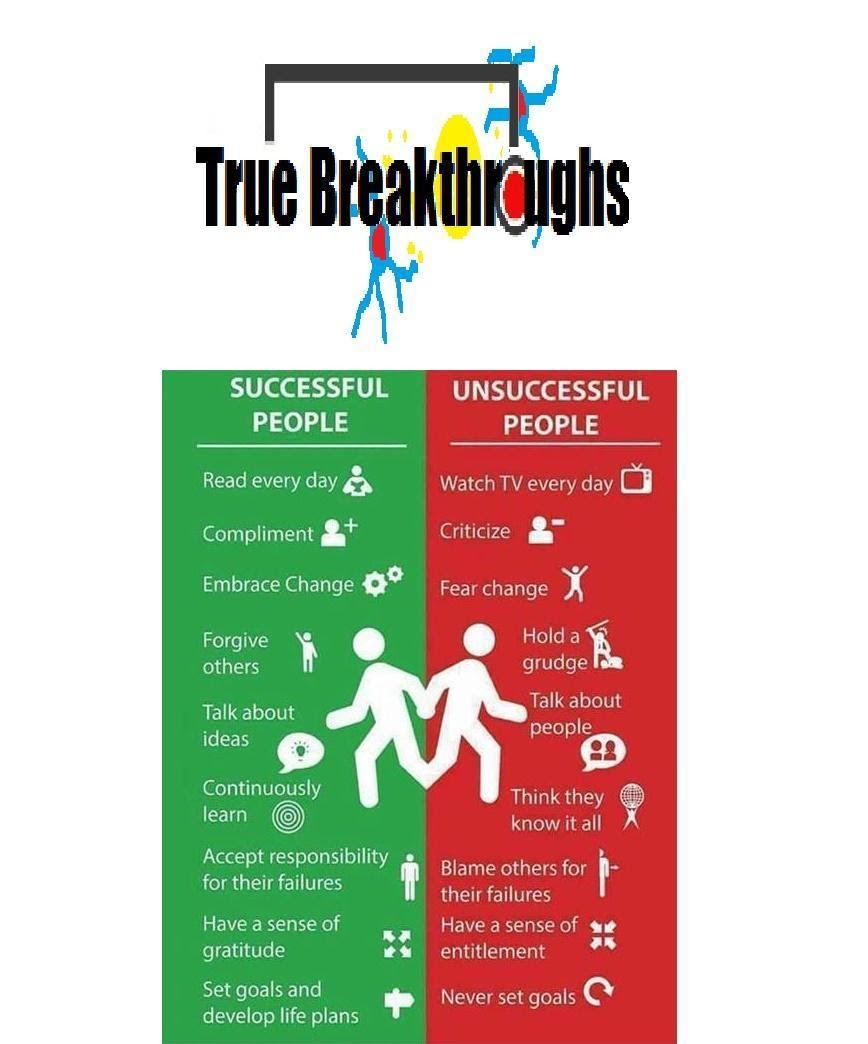 True Breakthroughs
SUCCESSFUL
PEOPLE
Read every day
Compliment
Embrace Change
Forgive
others
Talk about
ideas
Continuously
learn
Accept responsibility
for their failures
Have a sense of
gratitude
Set goals and
develop life plans
UNSUCCESSFUL
PEOPLE
Watch TV every day
Criticize
Fear change
Hold a
grudge
Talk about
people
Think they
know it all
Blame others for
their failures
Have a sense of
entitlement
Never set goals